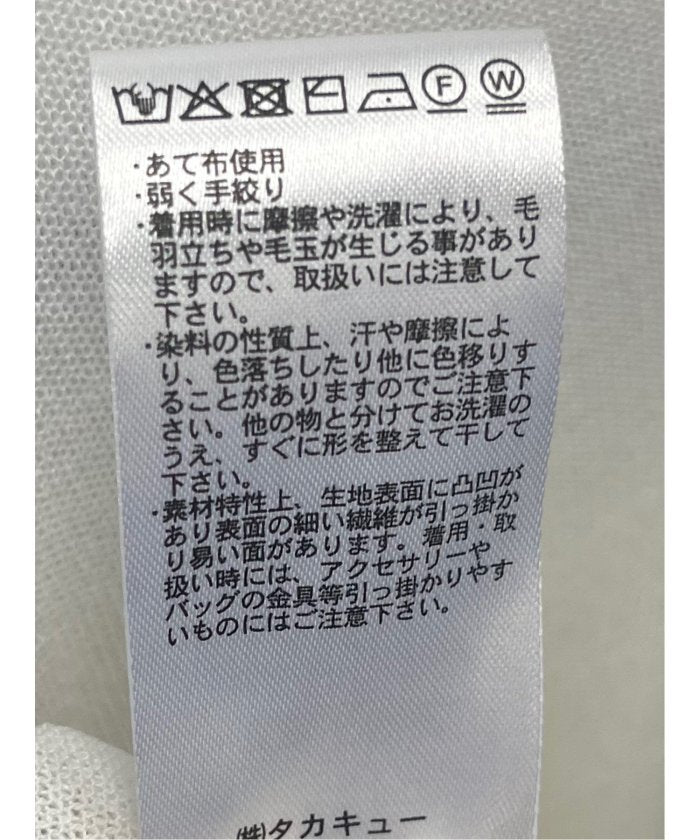 F W
・あて布使用
・弱く手絞り
・着用時に摩擦や洗濯により、毛
羽立ちや毛玉が生じる事があり
ますので、取扱いには注意して
下さい。
・染料の性質上、汗や摩擦によ
り、色落ちしたり他に色移りす
ることがありますのでご注意下
さい。他の物と分けてお洗濯の
うえ、すぐに形を整えて干して
下さい。
・素材特性上、生地表面に凸凹が
あり表面の細い繊維が引っ掛か
り易い面があります。着用・取
扱い時には、アクセサリーや
バッグの金具等引っ掛かりやす
いものにはご注意下さい。
㈱タカキュー